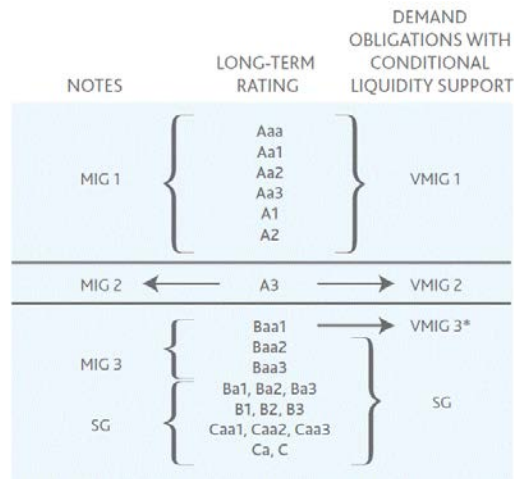 DEMAND
OBLIGATIONS WITH
LONG-TERM CONDITIONAL
NOTES RATING LIQUIDITY SUPPORT
Aaa
Aa1
Aa2
MIG 1 VMIG 1
Aa3
A1
A2
MIG 2 A3 VMIG 2
Baa1 VMIG 3*
Baa2
MIG 3
Baa3
Ba1, Ba2, Ba3
SG
B1, B2, B3
SG
Caa1, Caa2, Caa3
Ca, C